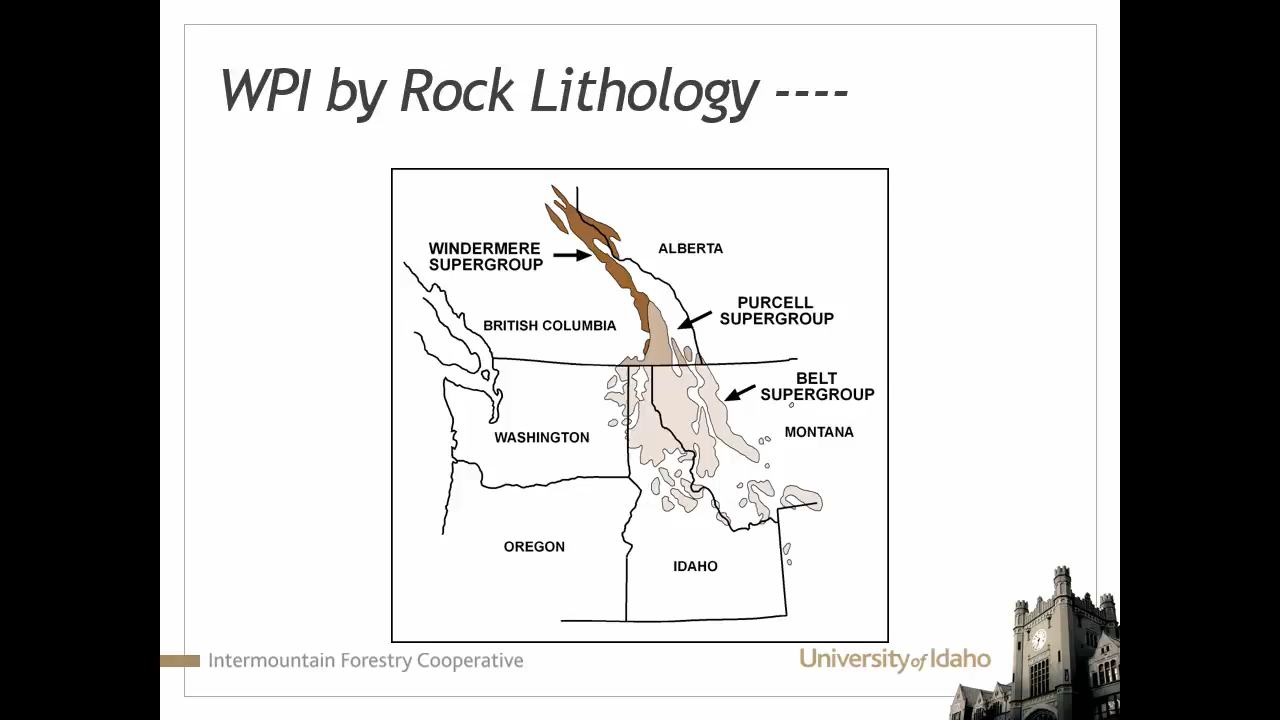 WPI by Rock Lithology ----
WINDERMERE
SUPERGROUP
ALBERTA
PURCELL
SUPERGROUP
BRITISH COLUMBIA
BELT
SUPERGROUP
WASHINGTON
MONTANA
OREGON
IDAHO
Intermountain Forestry Cooperative
University of Idaho